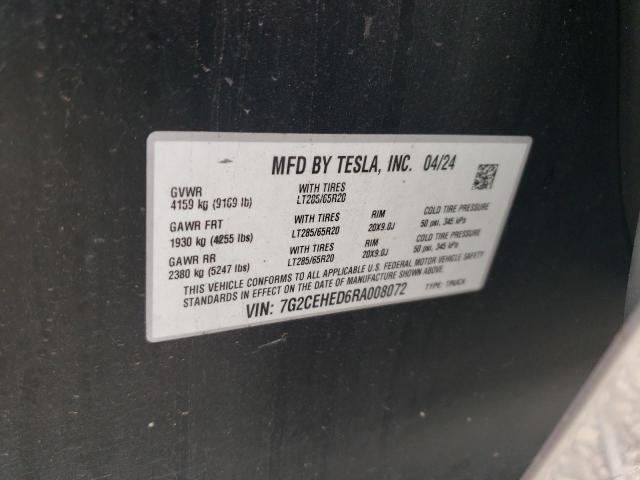 MFD BY TESLA, INC. 04/24
GVWR
4159 kg (9169 lb)
WITH TIRES
LT285/65R20
GAWR FRT
1930 kg (4255 lbs)
WITH TIRES
LT285/65R20
RIM
20X9.0J
COLD TIRE PRESSURE
50 psi, 345 kPa
GAWR RR
2380 kg (5247 lbs)
WITH TIRES
LT285/65R20
RIM
20X9.0J
COLD TIRE PRESSURE
50 psi, 345 kPa
THIS VEHICLE CONFORMS TO ALL APPLICABLE U.S. FEDERAL MOTOR VEHICLE SAFETY
STANDARDS IN EFFECT ON THE DATE OF MANUFACTURE SHOWN ABOVE.
VIN: 7G2CEHED6RA008072
TYPE: TRUCK